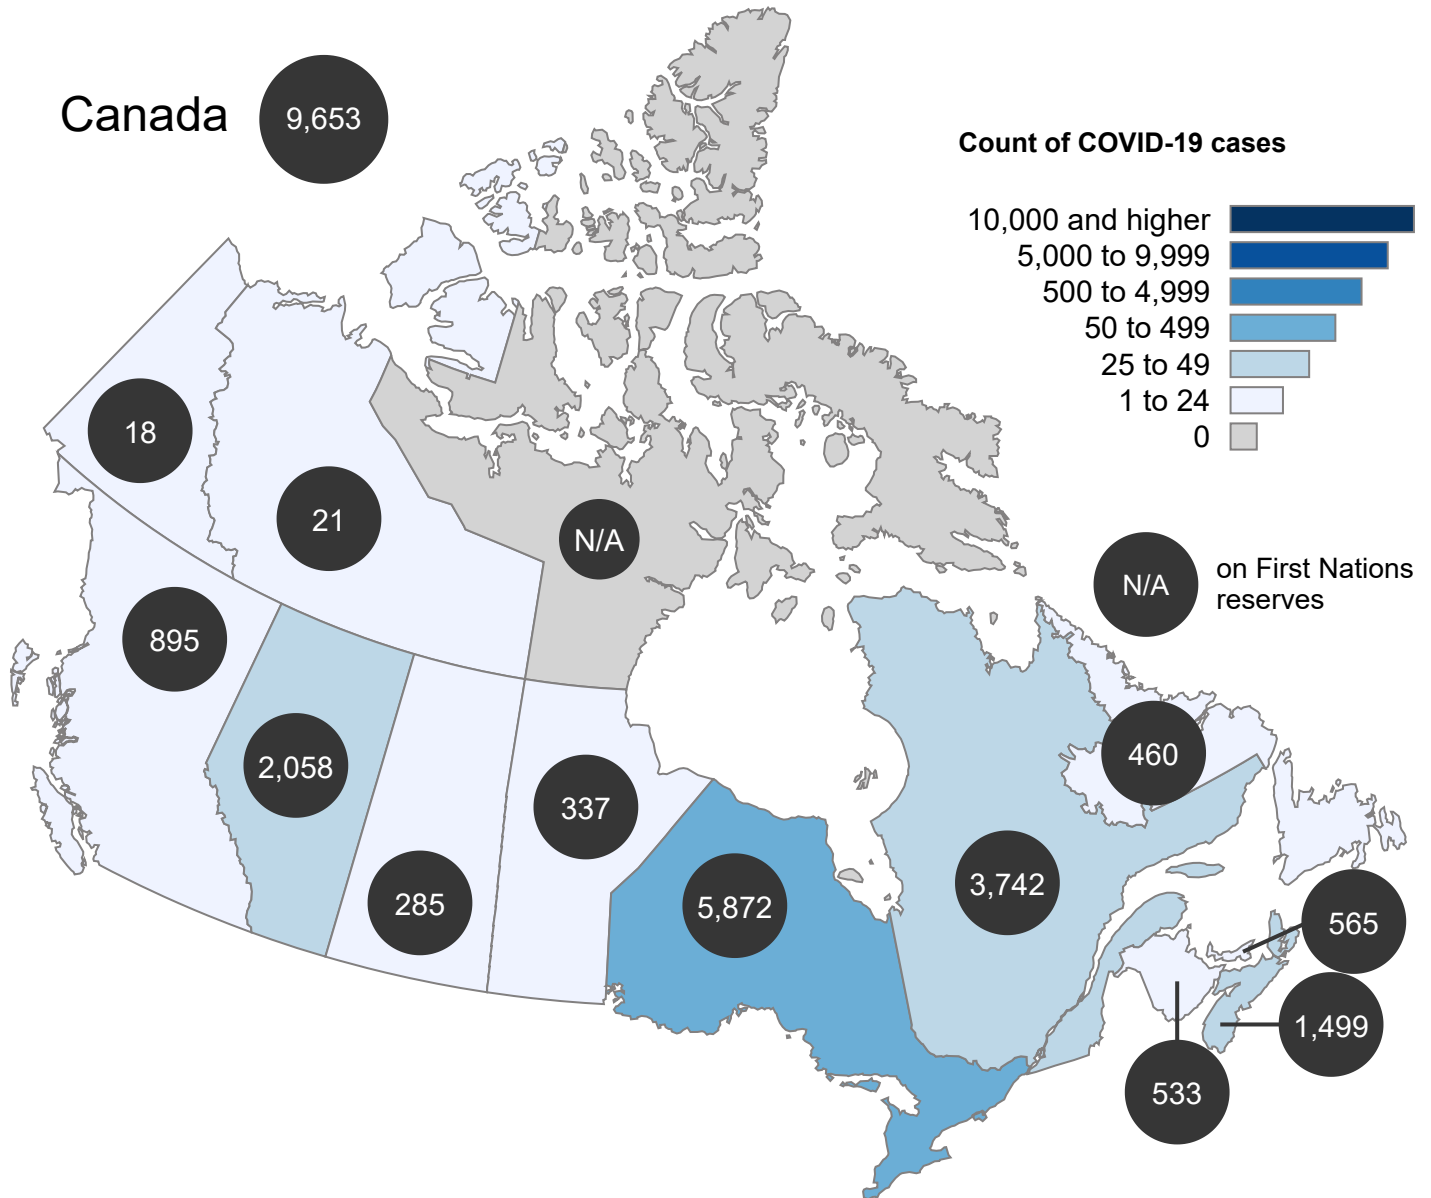 Canada
9,653
Count of COVID-19 cases
10,000 and higher
5,000 to 9,999
500 to 4,999
50 to 499
25 to 49
1 to 24
0
18
21
N/A
N/A
on First Nations
reserves
895
2,058
285
337
5,872
3,742
460
565
1,499
533